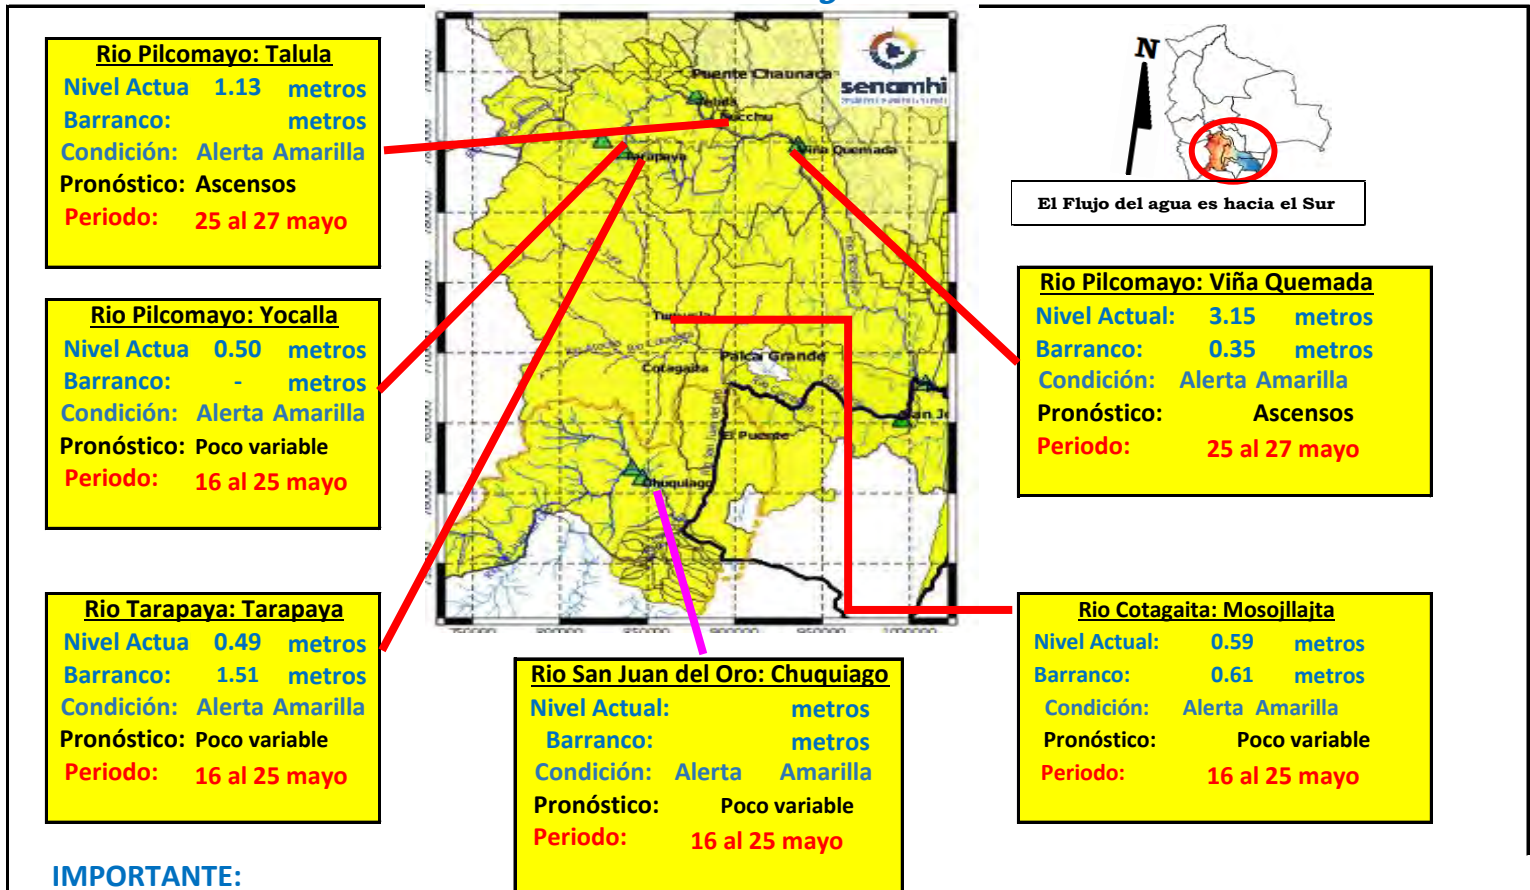 Rio Pilcomayo: Talula
Nivel Actua 1.13 metros
Barranco: metros
Condición: Alerta Amarilla
Pronóstico: Ascensos
Periodo: 25 al 27 mayo
Rio Pilcomayo: Yocalla
Nivel Actua 0.50 metros
Barranco: - metros
Condición: Alerta Amarilla
Pronóstico: Poco variable
Periodo: 16 al 25 mayo
Rio Tarapaya: Tarapaya
Nivel Actua 0.49 metros
Barranco: 1.51 metros
Condición: Alerta Amarilla
Pronóstico: Poco variable
Periodo: 16 al 25 mayo
IMPORTANTE:
senamhi
Puente Chaunaca
Talula
Tarapaya
Viña Quemada
Palca Grande
Cotagaita
El Puente
Chuquiago
750000 800000 850000 900000 950000 1000000
Rio San Juan del Oro: Chuquiago
Nivel Actual: metros
Barranco: metros
Condición: Alerta Amarilla
Pronóstico: Poco variable
Periodo: 16 al 25 mayo
N
El Flujo del agua es hacia el Sur
Rio Pilcomayo: Viña Quemada
Nivel Actual: 3.15 metros
Barranco: 0.35 metros
Condición: Alerta Amarilla
Pronóstico: Ascensos
Periodo: 25 al 27 mayo
Rio Cotagaita: Mosojllajta
Nivel Actual: 0.59 metros
Barranco: 0.61 metros
Condición: Alerta Amarilla
Pronóstico: Poco variable
Periodo: 16 al 25 mayo